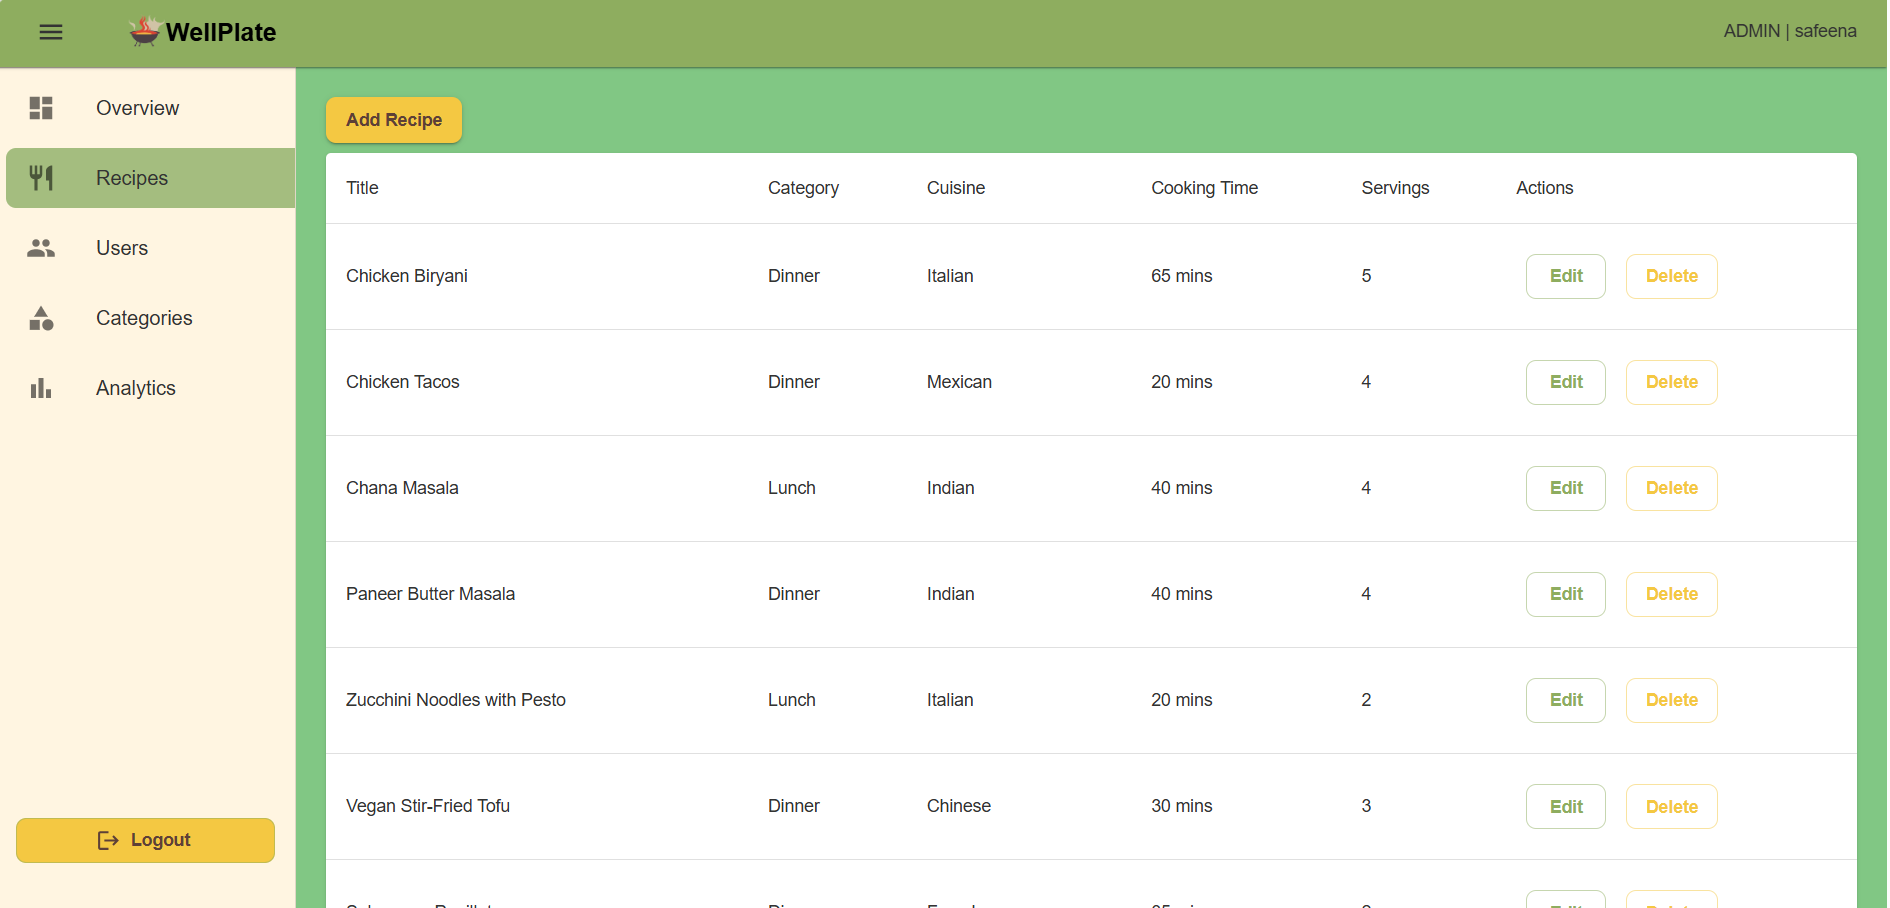 WellPlate
ADMIN | safeena
Overview
Recipes
Users
Categories
Analytics
Logout
Add Recipe
Title Category Cuisine Cooking Time Servings Actions
Chicken Biryani Dinner Italian 65 mins 5 Edit Delete
Chicken Tacos Dinner Mexican 20 mins 4 Edit Delete
Chana Masala Lunch Indian 40 mins 4 Edit Delete
Paneer Butter Masala Dinner Indian 40 mins 4 Edit Delete
Zucchini Noodles with Pesto Lunch Italian 20 mins 2 Edit Delete
Vegan Stir-Fried Tofu Dinner Chinese 30 mins 3 Edit Delete